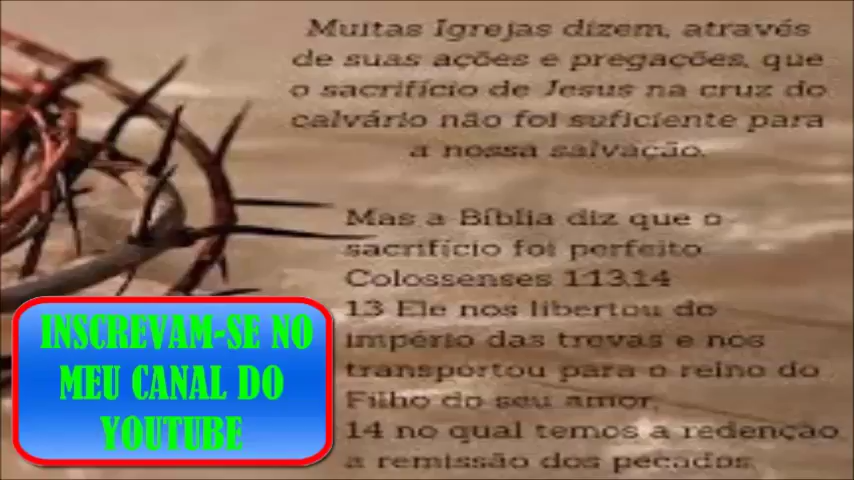 Muitas Igrejas dizem, através
de suas ações e pregações, que
o sacrifício de Jesus na cruz do
calvário não foi suficiente para
a nossa salvação.
Mas a Bíblia diz que o
sacrifício foi perfeito
Colossenses 1:13,14
13 Ele nos libertou do
império das trevas e nos
transportou para o reino do
Filho do seu amor,
14 no qual temos a redenção
a remissão dos pecados
INSCREVAM-SE NO
MEU CANAL DO
YOUTUBE